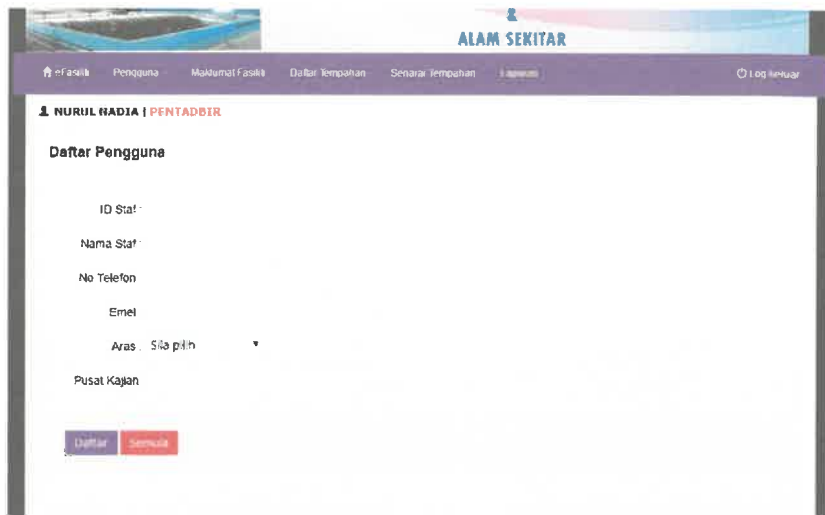 &
ALAM SEKITAR
eFasiliti Pengguna Maklumat Fasiliti Daftar Tempahan Senarai Tempahan Laporan Log Keluar
NURUL NADIA | PENTADBIR
Daftar Pengguna
ID Staf :
Nama Staf :
No Telefon
Emel
Aras : Sila pilih
Pusat Kajian
Daftar Semula